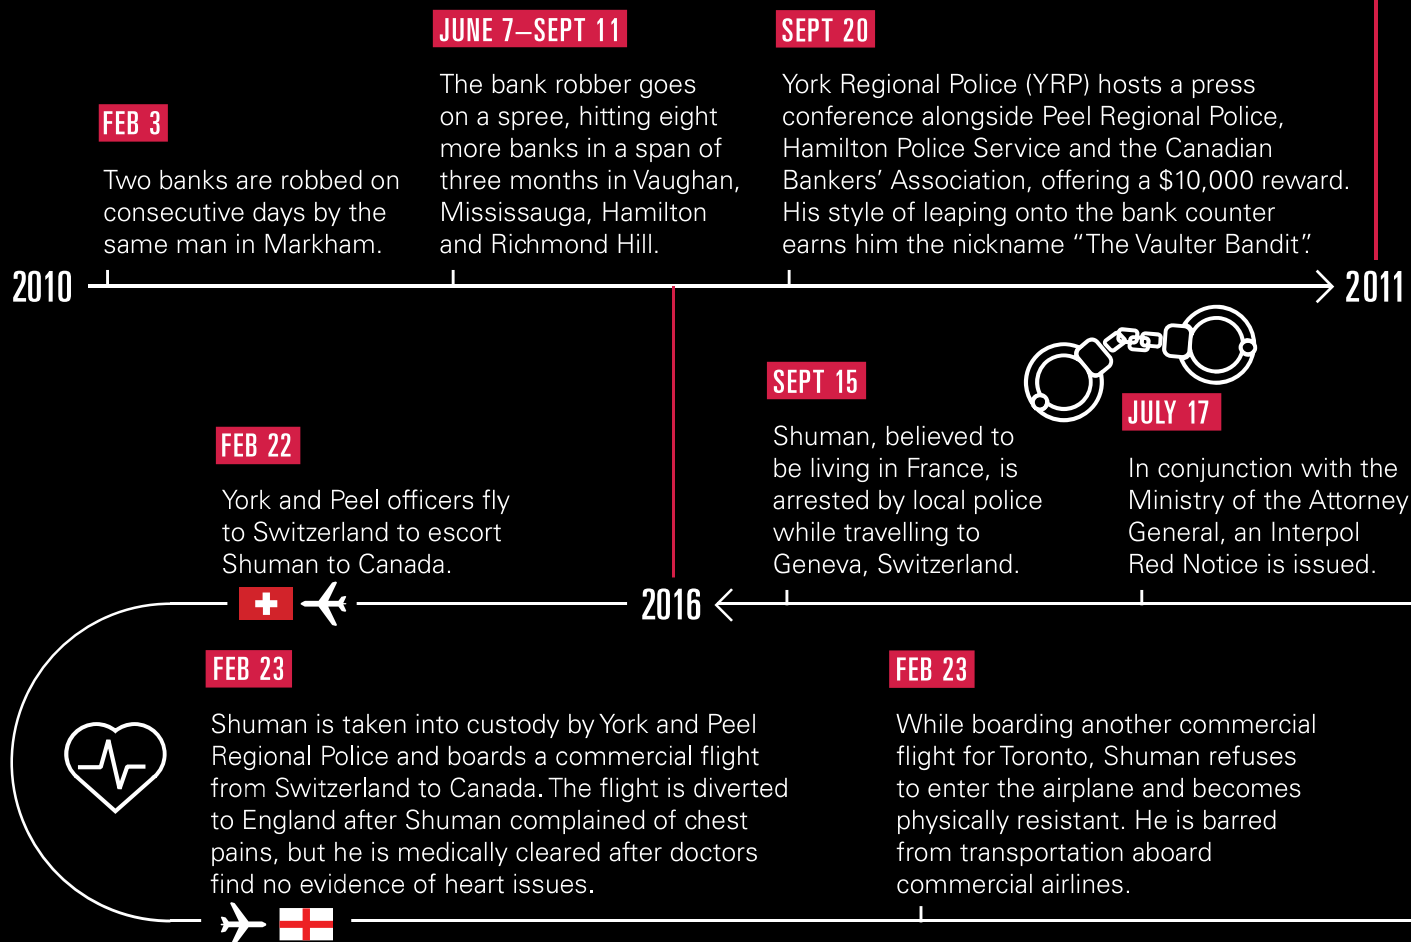 2010
FEB 3
Two banks are robbed on
consecutive days by the
same man in Markham.
JUNE 7–SEPT 11
The bank robber goes
on a spree, hitting eight
more banks in a span of
three months in Vaughan,
Mississauga, Hamilton
and Richmond Hill.
SEPT 20
York Regional Police (YRP) hosts a press
conference alongside Peel Regional Police,
Hamilton Police Service and the Canadian
Bankers’ Association, offering a $10,000 reward.
His style of leaping onto the bank counter
earns him the nickname “The Vaulter Bandit”.
2011
JULY 17
In conjunction with the
Ministry of the Attorney
General, an Interpol
Red Notice is issued.
SEPT 15
Shuman, believed to
be living in France, is
arrested by local police
while travelling to
Geneva, Switzerland.
2016
FEB 22
York and Peel officers fly
to Switzerland to escort
Shuman to Canada.
FEB 23
Shuman is taken into custody by York and Peel
Regional Police and boards a commercial flight
from Switzerland to Canada. The flight is diverted
to England after Shuman complained of chest
pains, but he is medically cleared after doctors
find no evidence of heart issues.
FEB 23
While boarding another commercial
flight for Toronto, Shuman refuses
to enter the airplane and becomes
physically resistant. He is barred
from transportation aboard
commercial airlines.